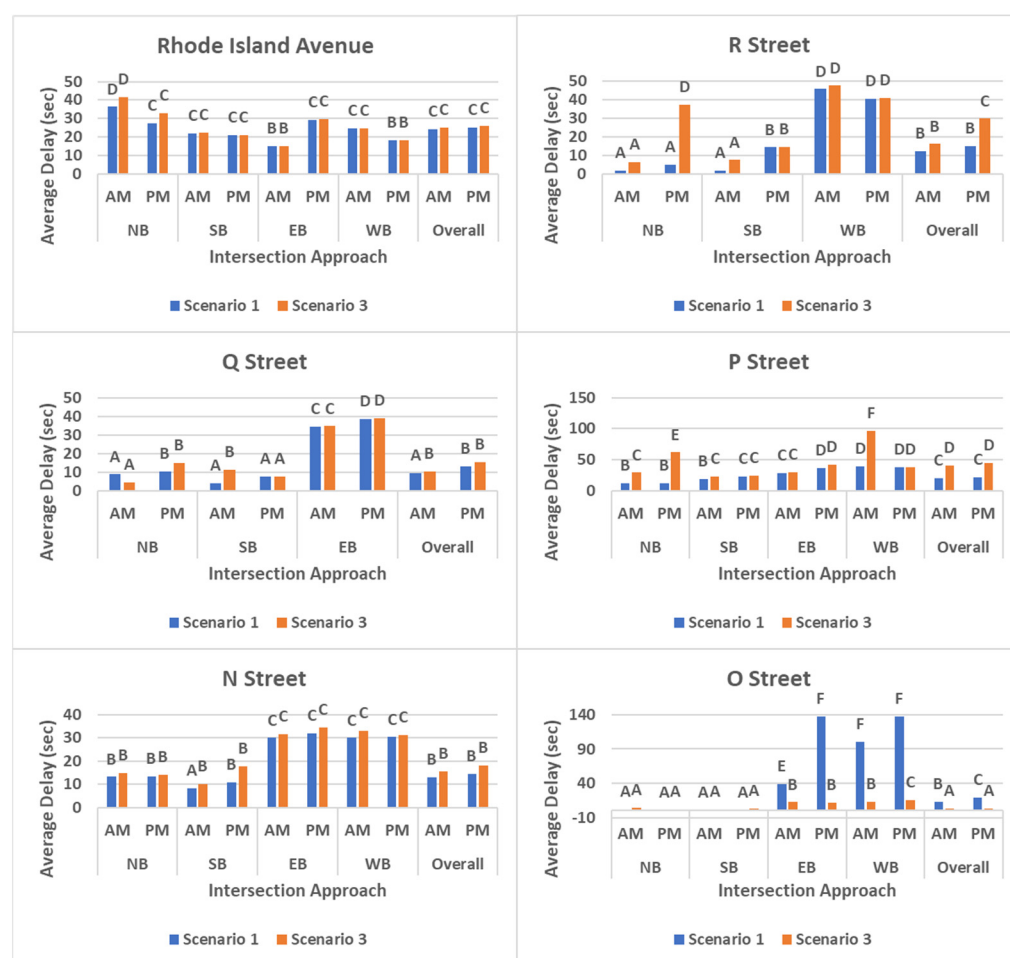 Rhode Island Avenue
Average Delay (sec)
50
40
30
20
10
0
D D C C C C C C B B C C C C B B C C C C
AM PM AM PM AM PM AM PM AM PM
NB SB EB WB Overall
Intersection Approach
Scenario 1 Scenario 3
R Street
Average Delay (sec)
50
40
30
20
10
0
A A A D A A B B D D D D B B B C
AM PM AM PM AM PM AM PM
NB SB WB Overall
Intersection Approach
Scenario 1 Scenario 3
Q Street
Average Delay (sec)
50
40
30
20
10
0
A A B B A B A A C C D D A B B B
AM PM AM PM AM PM AM PM
NB SB EB Overall
Intersection Approach
Scenario 1 Scenario 3
P Street
Average Delay (sec)
150
100
50
0
B C B E B C C C C C D D D F D D C D C D
AM PM AM PM AM PM AM PM AM PM
NB SB EB WB Overall
Intersection Approach
Scenario 1 Scenario 3
N Street
Average Delay (sec)
40
30
20
10
0
B B B B A B B B C C C C C C C C B B B B
AM PM AM PM AM PM AM PM AM PM
NB SB EB WB Overall
Intersection Approach
Scenario 1 Scenario 3
O Street
Average Delay (sec)
140
90
40
-10
A A A A A A A A E B F B F B F C B A C A
AM PM AM PM AM PM AM PM AM PM
NB SB EB WB Overall
Intersection Approach
Scenario 1 Scenario 3